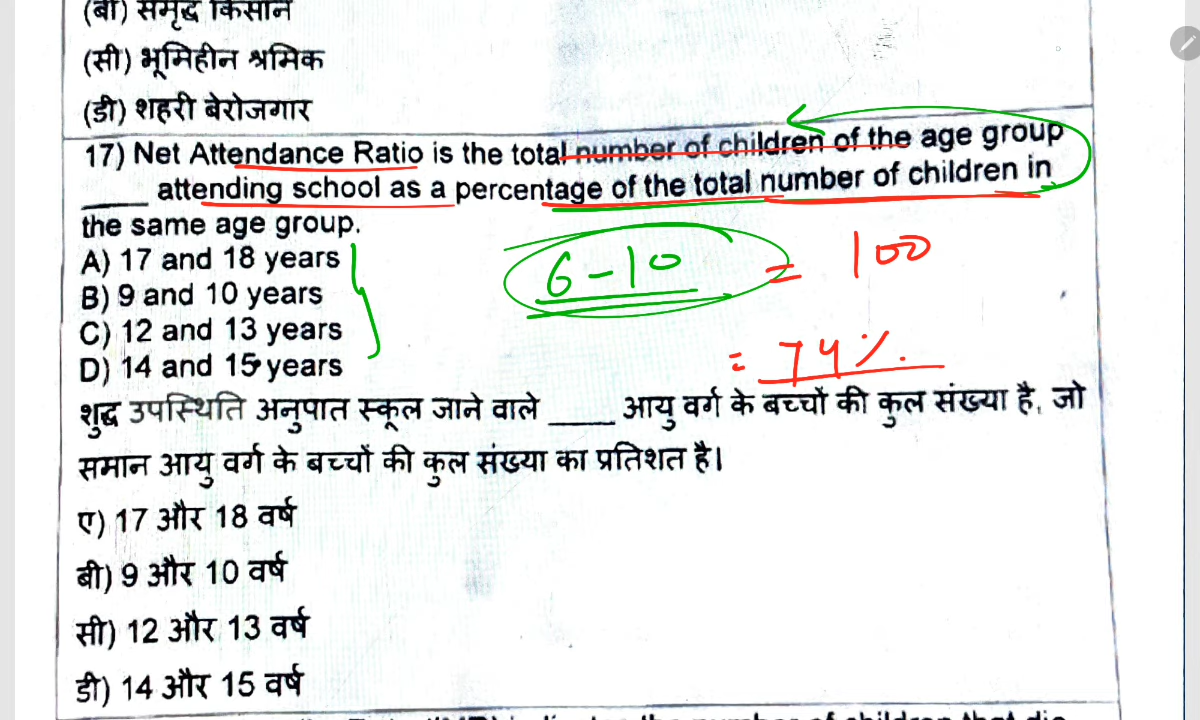 (बी) समृद्ध किसान
(सी) भूमिहीन श्रमिक
(डी) शहरी बेरोजगार
17) Net Attendance Ratio is the total number of children of the age group
____ attending school as a percentage of the total number of children in
the same age group.
A) 17 and 18 years
B) 9 and 10 years
C) 12 and 13 years
D) 14 and 15 years
6-10
= 100
= 74%.
शुद्ध उपस्थिति अनुपात स्कूल जाने वाले ____ आयु वर्ग के बच्चों की कुल संख्या है, जो
समान आयु वर्ग के बच्चों की कुल संख्या का प्रतिशत है।
ए) 17 और 18 वर्ष
बी) 9 और 10 वर्ष
सी) 12 और 13 वर्ष
डी) 14 और 15 वर्ष